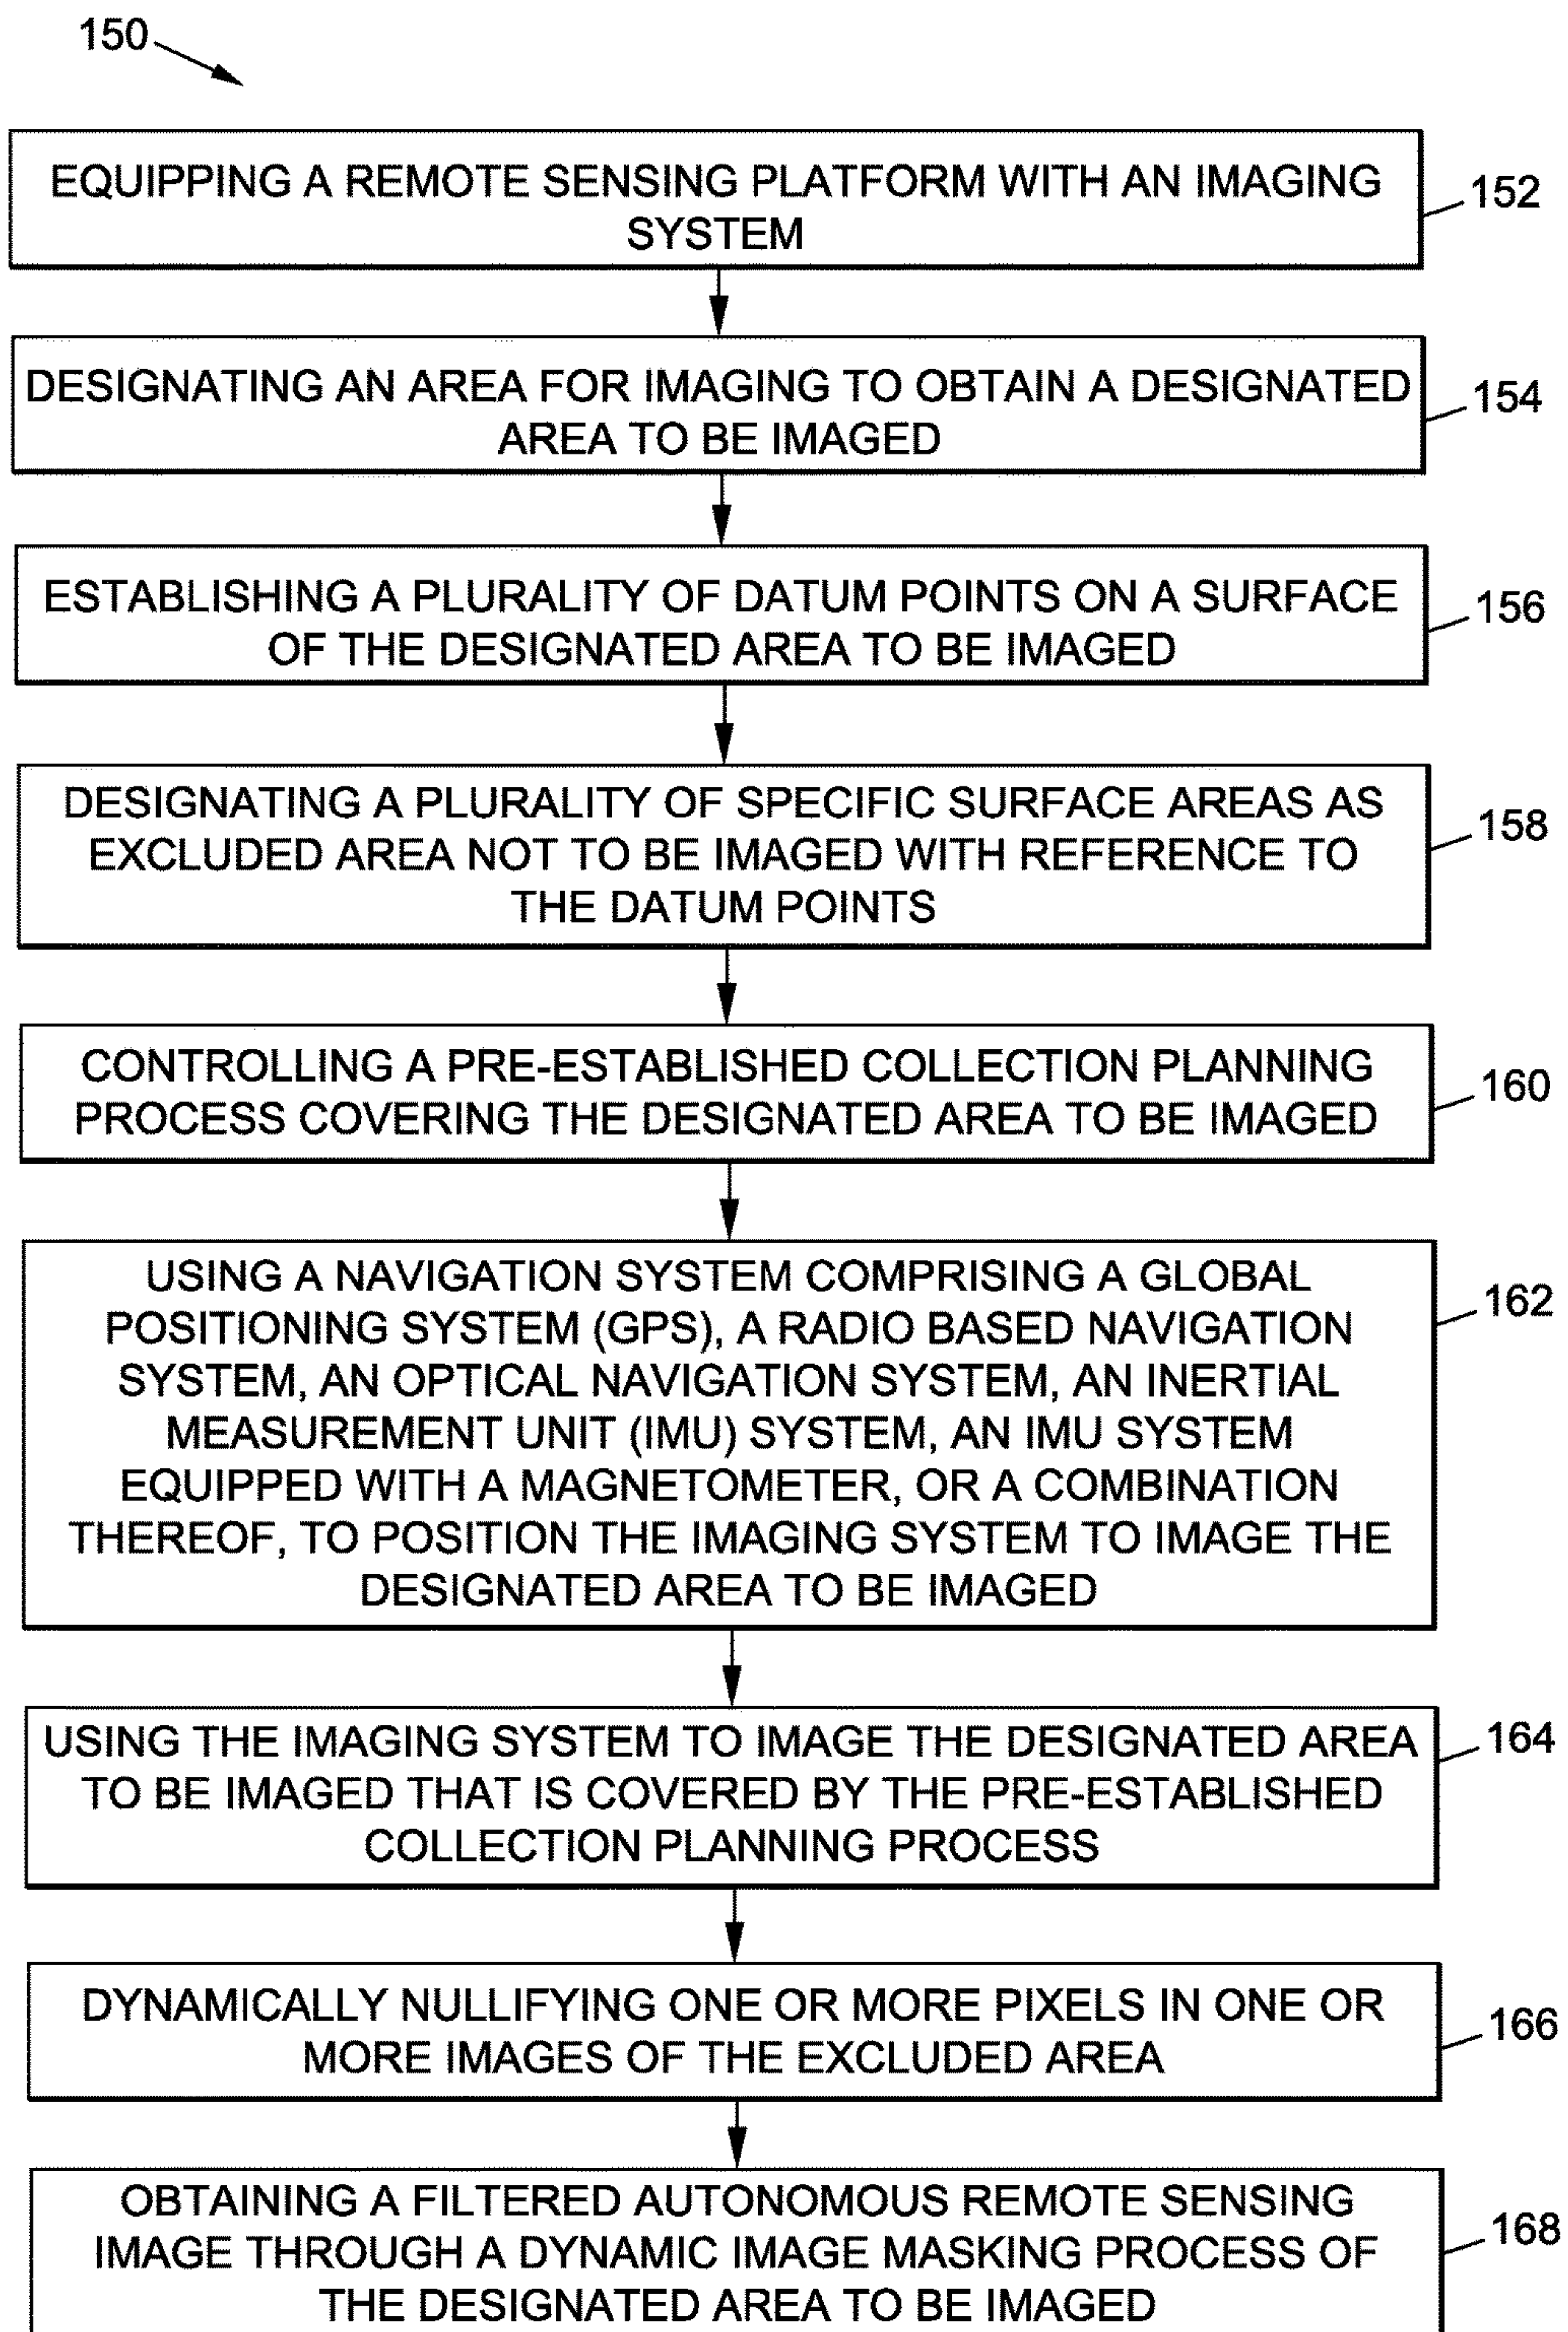 150
EQUIPPING A REMOTE SENSING PLATFORM WITH AN IMAGING
SYSTEM
152
DESIGNATING AN AREA FOR IMAGING TO OBTAIN A DESIGNATED
AREA TO BE IMAGED
154
ESTABLISHING A PLURALITY OF DATUM POINTS ON A SURFACE
OF THE DESIGNATED AREA TO BE IMAGED
156
DESIGNATING A PLURALITY OF SPECIFIC SURFACE AREAS AS
EXCLUDED AREA NOT TO BE IMAGED WITH REFERENCE TO
THE DATUM POINTS
158
CONTROLLING A PRE-ESTABLISHED COLLECTION PLANNING
PROCESS COVERING THE DESIGNATED AREA TO BE IMAGED
160
USING A NAVIGATION SYSTEM COMPRISING A GLOBAL
POSITIONING SYSTEM (GPS), A RADIO BASED NAVIGATION
SYSTEM, AN OPTICAL NAVIGATION SYSTEM, AN INERTIAL
MEASUREMENT UNIT (IMU) SYSTEM, AN IMU SYSTEM
EQUIPPED WITH A MAGNETOMETER, OR A COMBINATION
THEREOF, TO POSITION THE IMAGING SYSTEM TO IMAGE THE
DESIGNATED AREA TO BE IMAGED
162
USING THE IMAGING SYSTEM TO IMAGE THE DESIGNATED AREA
TO BE IMAGED THAT IS COVERED BY THE PRE-ESTABLISHED
COLLECTION PLANNING PROCESS
164
DYNAMICALLY NULLIFYING ONE OR MORE PIXELS IN ONE OR
MORE IMAGES OF THE EXCLUDED AREA
166
OBTAINING A FILTERED AUTONOMOUS REMOTE SENSING
IMAGE THROUGH A DYNAMIC IMAGE MASKING PROCESS OF
THE DESIGNATED AREA TO BE IMAGED
168